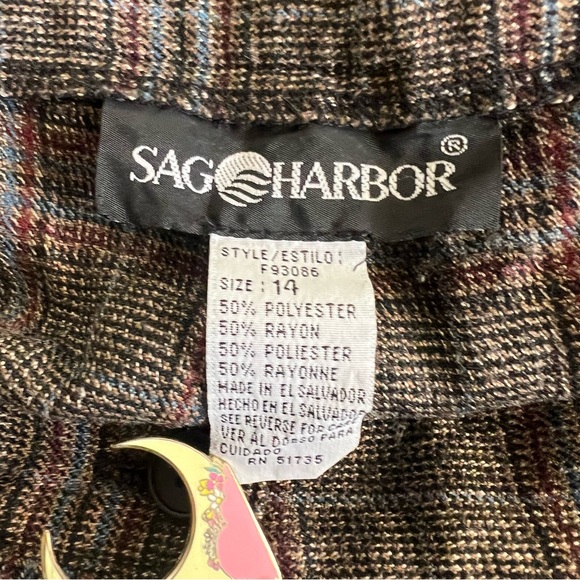 SAG HARBOR®
STYLE/ESTILO:
F93086
SIZE: 14
50% POLYESTER
50% RAYON
50% POLIESTER
50% RAYONNE
MADE IN EL SALVADOR
HECHO EN EL SALVADOR
SEE REVERSE FOR CARE
VER AL DORSO PARA
CUIDADO
RN 51735